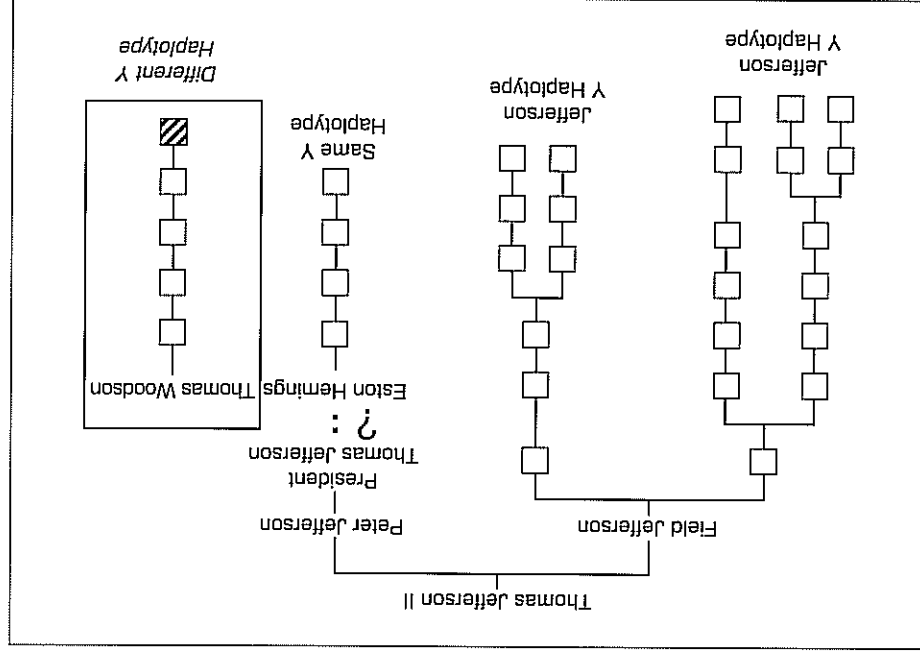 Thomas Jefferson II
Field Jefferson
Peter Jefferson
President
Thomas Jefferson
? :
Eston Hemings
Thomas Woodson
Jefferson
Y Haplotype
Jefferson
Y Haplotype
Same Y
Haplotype
Different Y
Haplotype